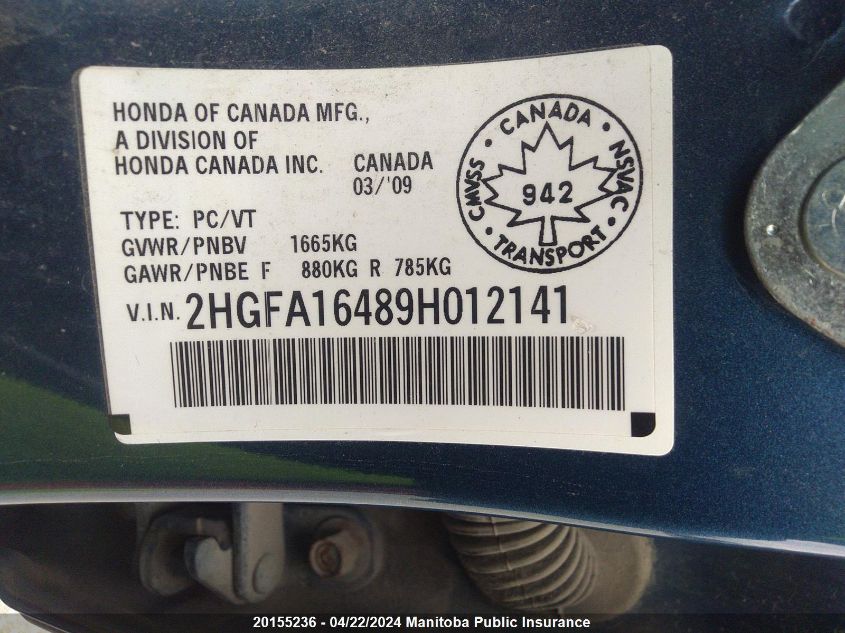 HONDA OF CANADA MFG.,
A DIVISION OF
HONDA CANADA INC. CANADA
03/'09
TYPE: PC/VT
GVWR/PNBV 1665KG
GAWR/PNBE F 880KG R 785KG
V.I.N. 2HGFA16489H012141
CANADA
CMVSS
NSVAC
942
TRANSPORT
20155236 - 04/22/2024 Manitoba Public Insurance